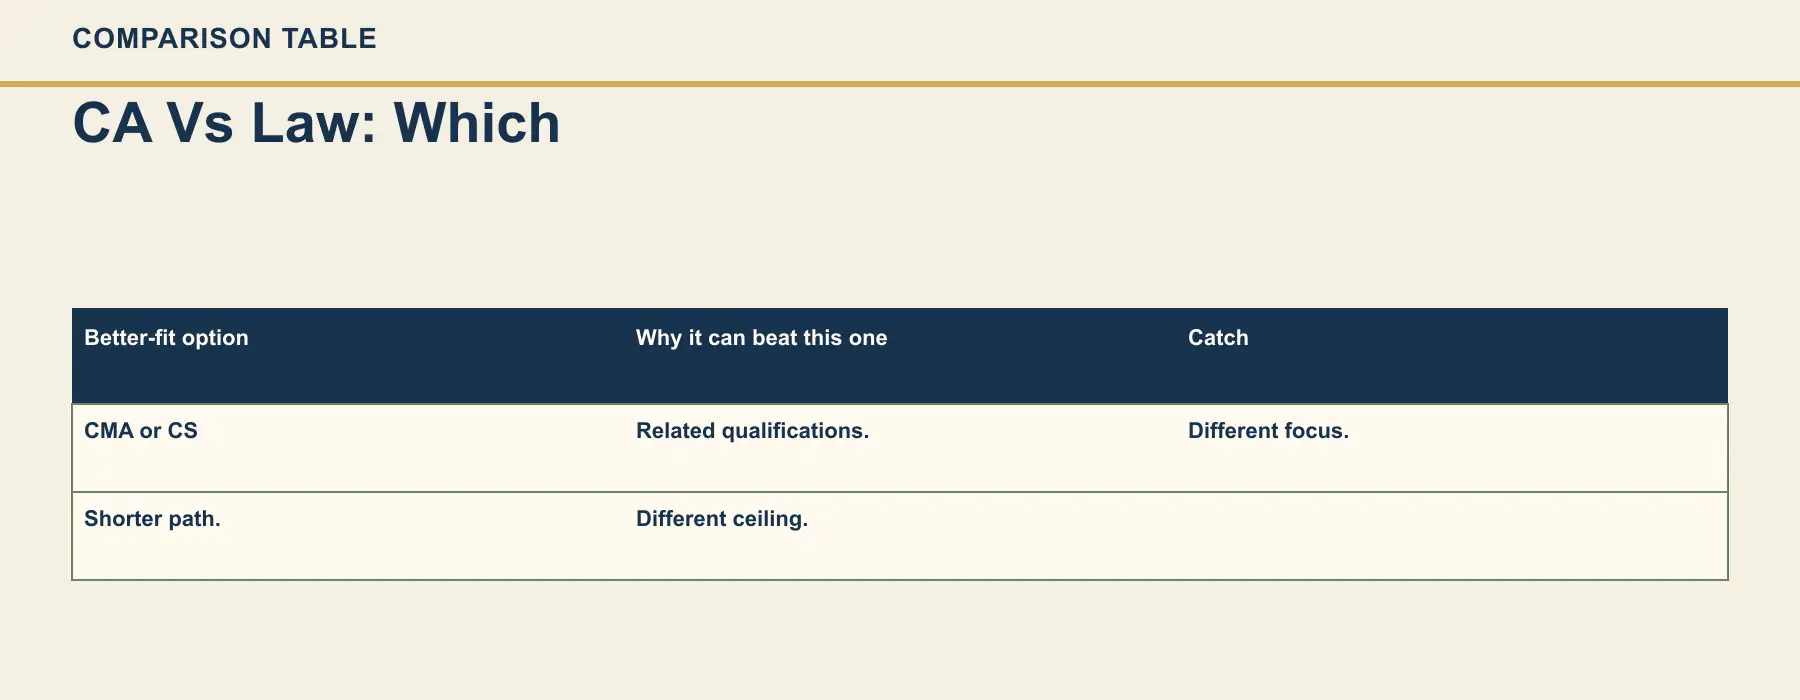 COMPARISON TABLE
CA Vs Law: Which
Better-fit option Why it can beat this one Catch
CMA or CS Related qualifications. Different focus.
Shorter path. Different ceiling.